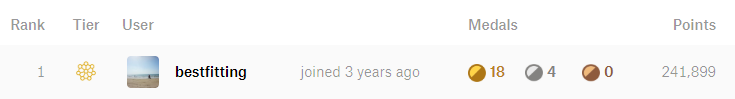 Rank Tier User Medals Points
1 bestfitting joined 3 years ago 18 4 0 241,899